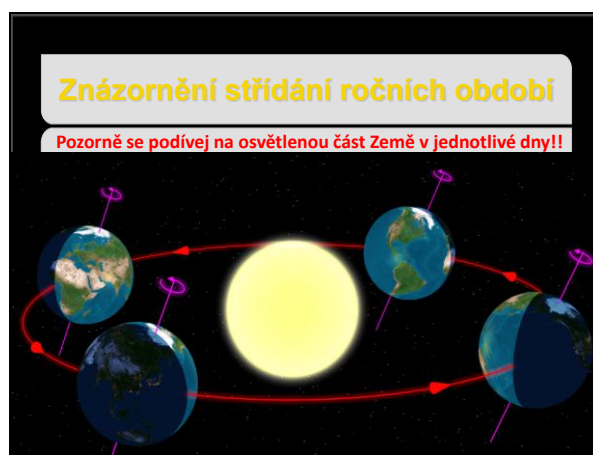 Znázornění střídání ročních období
Pozorně se podívej na osvětlenou část Země v jednotlivé dny!!